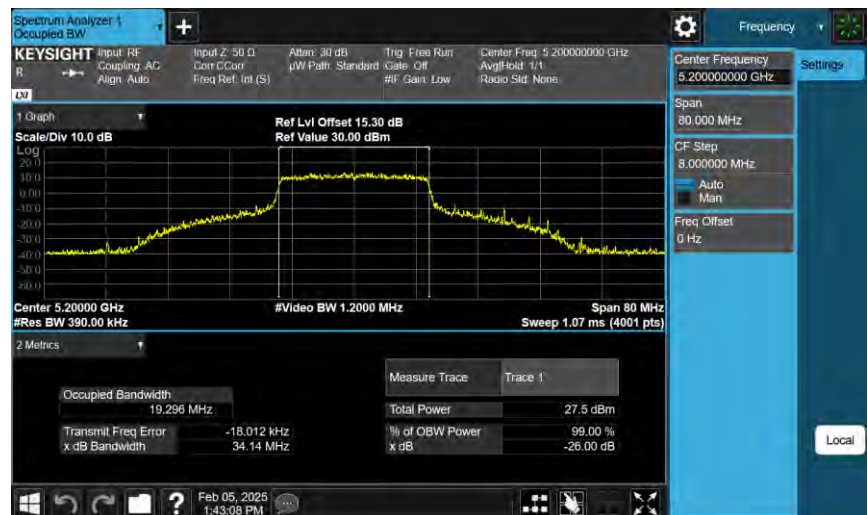 Spectrum Analyzer 1
Occupied BW
+
Frequency
KEYSIGHT
R
LXI
Input: RF
Coupling: AC
Align: Auto
Input Z: 50 Ω
Corr CCorr
Freq Ref: Int (S)
Atten: 30 dB
µW Path: Standard
Trig: Free Run
Gate: Off
#IF Gain: Low
Center Freq: 5.200000000 GHz
Avg|Hold: 1/1
Radio Std: None
Center Frequency
5.200000000 GHz
Settings
Span
80.000 MHz
CF Step
8.000000 MHz
Auto
Man
Freq Offset
0 Hz
Local
1 Graph
Scale/Div 10.0 dB
Ref Lvl Offset 15.30 dB
Ref Value 30.00 dBm
Log
20.0
10.0
0.00
-10.0
-20.0
-30.0
-40.0
-50.0
-60.0
Center 5.20000 GHz
#Video BW 1.2000 MHz
Span 80 MHz
#Res BW 390.00 kHz
Sweep 1.07 ms (4001 pts)
2 Metrics
Measure Trace Trace 1
Occupied Bandwidth
19.296 MHz
Total Power 27.5 dBm
Transmit Freq Error -18.012 kHz
% of OBW Power 99.00 %
x dB Bandwidth 34.14 MHz
x dB -26.00 dB
?
Feb 05, 2025
1:43:08 PM